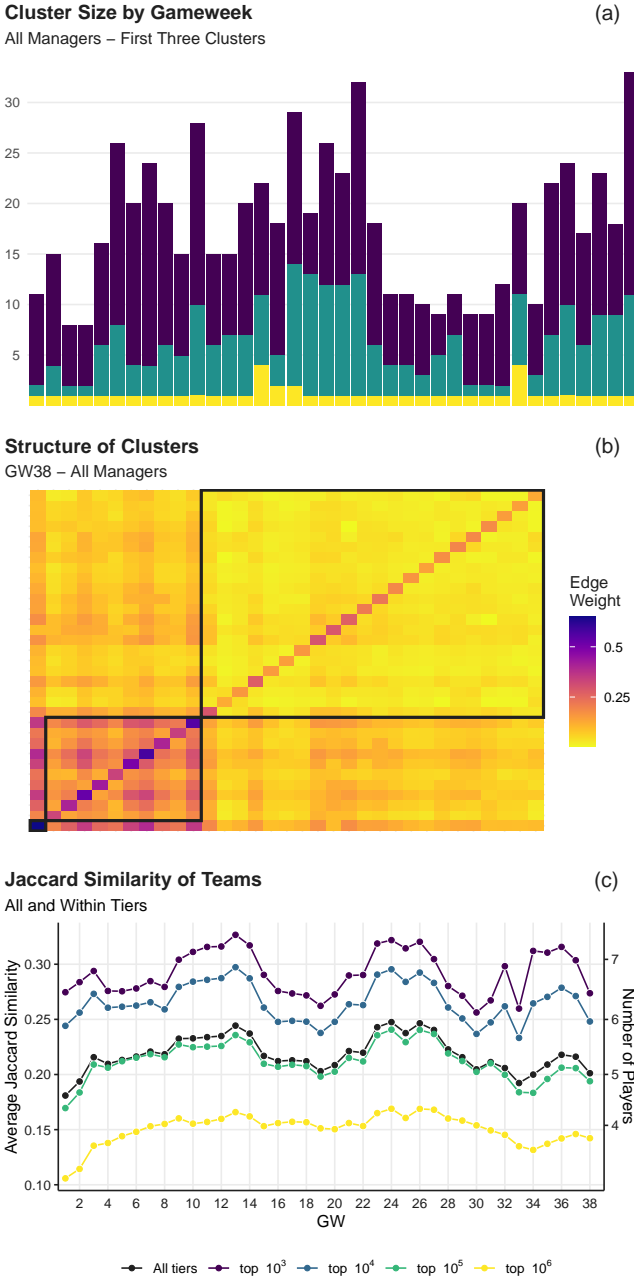 Cluster Size by Gameweek
(a)
All Managers – First Three Clusters
30
25
20
15
10
5
Structure of Clusters
(b)
GW38 – All Managers
Edge
Weight
0.5
0.25
Jaccard Similarity of Teams
(c)
All and Within Tiers
Average Jaccard Similarity
0.30
0.25
0.20
0.15
0.10
7
6
5
4
Number of Players
2 4 6 8 10 12 14 16 18 20 22 24 26 28 30 32 34 36 38
GW
All tiers top 10³ top 10⁴ top 10⁵ top 10⁶